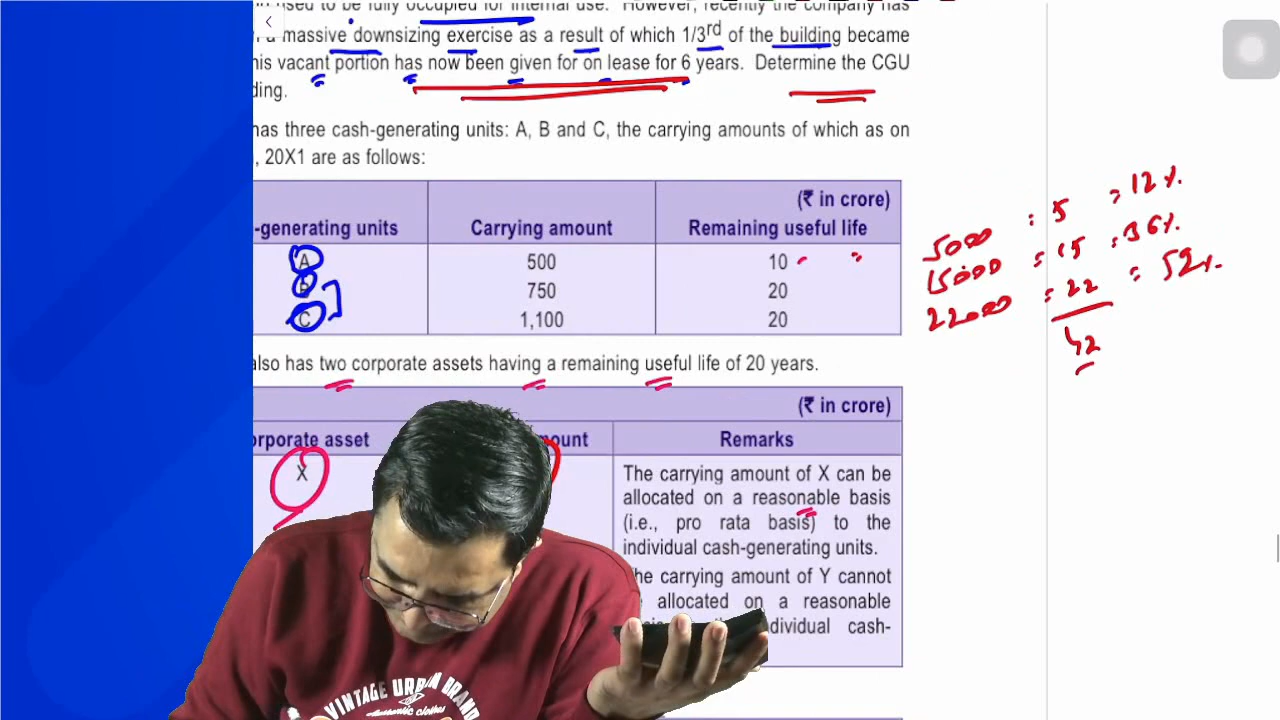 used to be fully occupied for internal use. However, recently the company has
a massive downsizing exercise as a result of which 1/3rd of the building became
his vacant portion has now been given for on lease for 6 years. Determine the CGU
ding.
has three cash-generating units: A, B and C, the carrying amounts of which as on
, 20X1 are as follows:
(₹ in crore)
-generating units Carrying amount Remaining useful life
A 500 10
B 750 20
C 1,100 20
5000 = 5 = 12%
15000 = 15 = 36%
22000 = 22 = 52%
42
also has two corporate assets having a remaining useful life of 20 years.
(₹ in crore)
orporate asset mount Remarks
X The carrying amount of X can be
allocated on a reasonable basis
(i.e., pro rata basis) to the
individual cash-generating units.
he carrying amount of Y cannot
allocated on a reasonable
dividual cash-
VINTAGE URBAN BRAND
authentic clothes